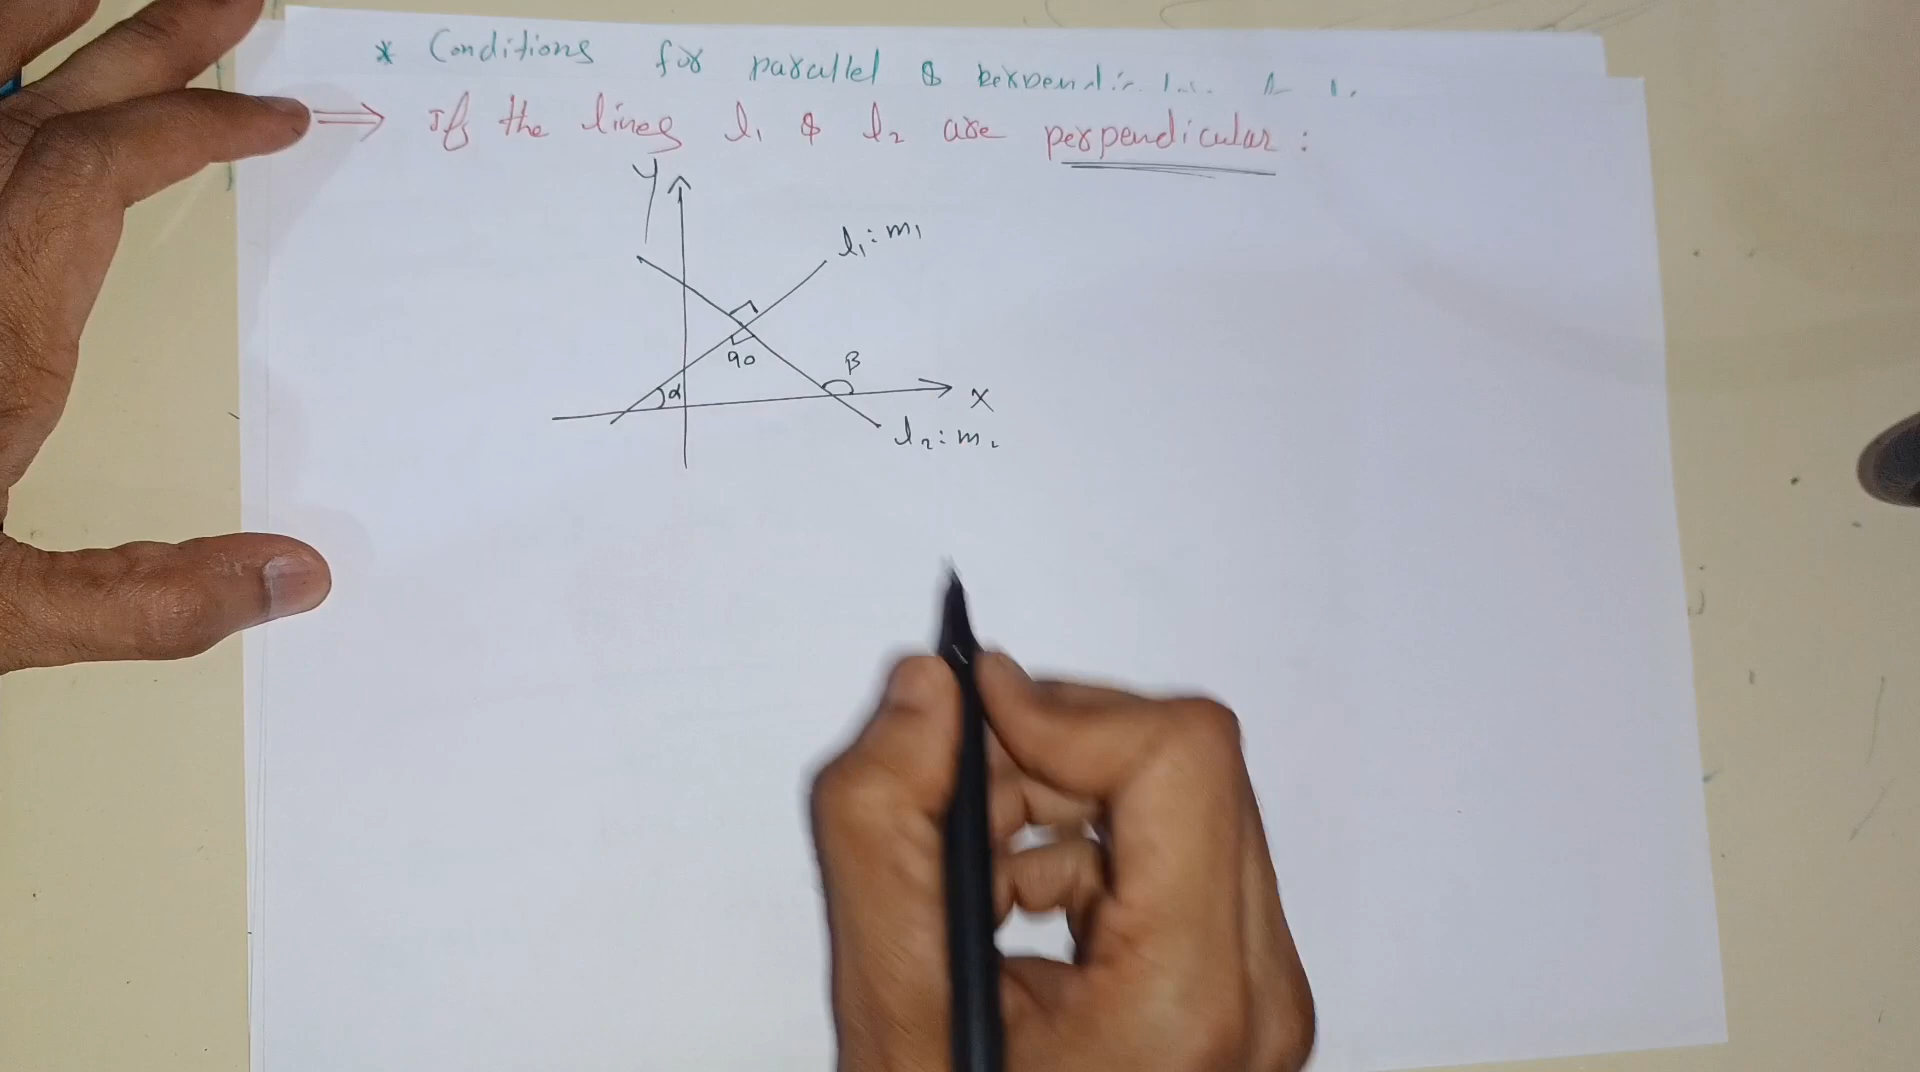 * Conditions for parallel &
⇒ If the lines l₁ & l₂ are perpendicular :
Y
l₁ : m₁
90
β
α
X
l₂ : m₂